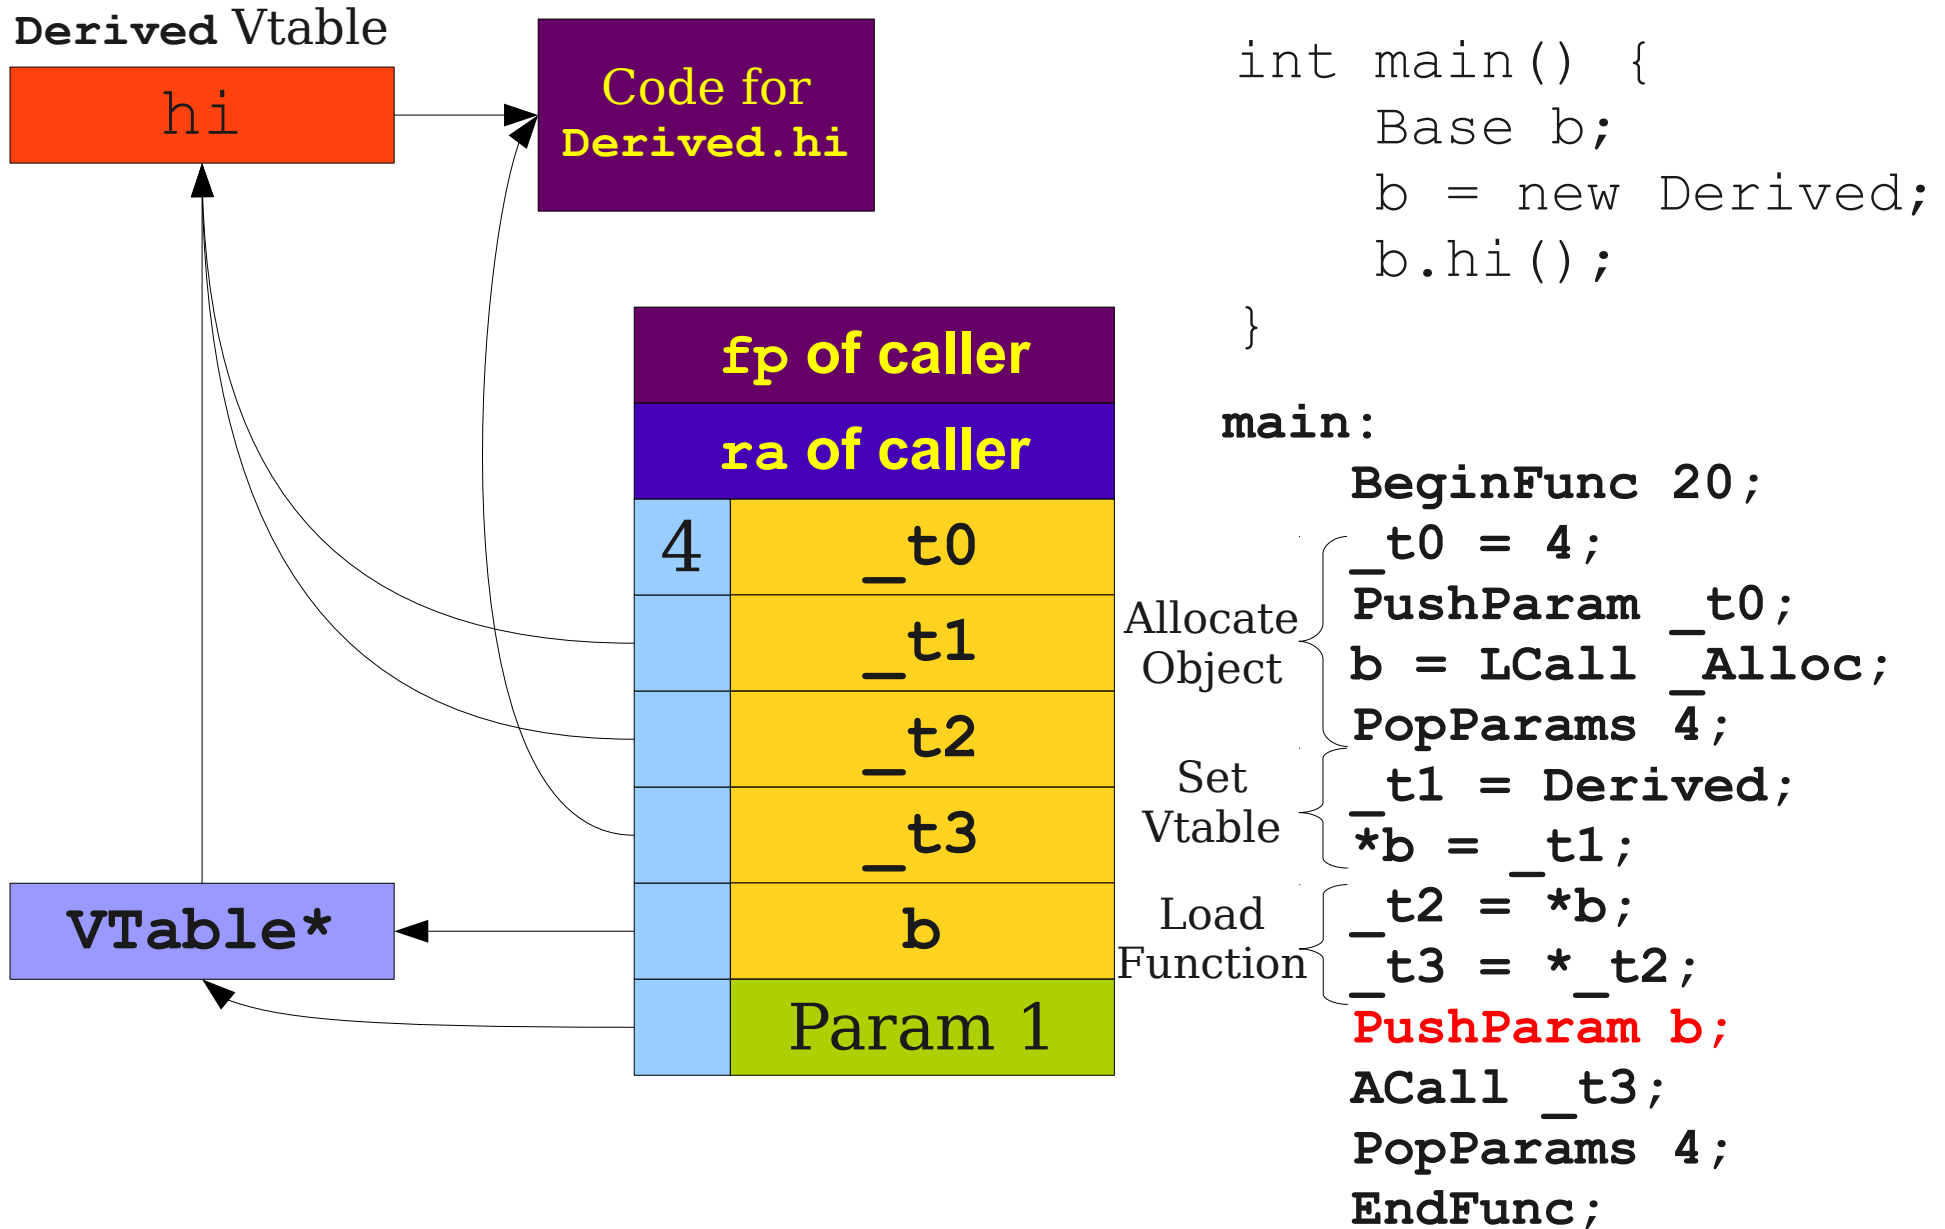 Derived Vtable
hi
Code for
Derived.hi
int main() {
Base b;
b = new Derived;
b.hi();
}
fp of caller
ra of caller
4 _t0
_t1
_t2
_t3
VTable*
b
Param 1
main:
BeginFunc 20;
Allocate
Object
_t0 = 4;
PushParam _t0;
b = LCall _Alloc;
PopParams 4;
Set
Vtable
_t1 = Derived;
*b = _t1;
Load
Function
_t2 = *b;
_t3 = *_t2;
PushParam b;
ACall _t3;
PopParams 4;
EndFunc;